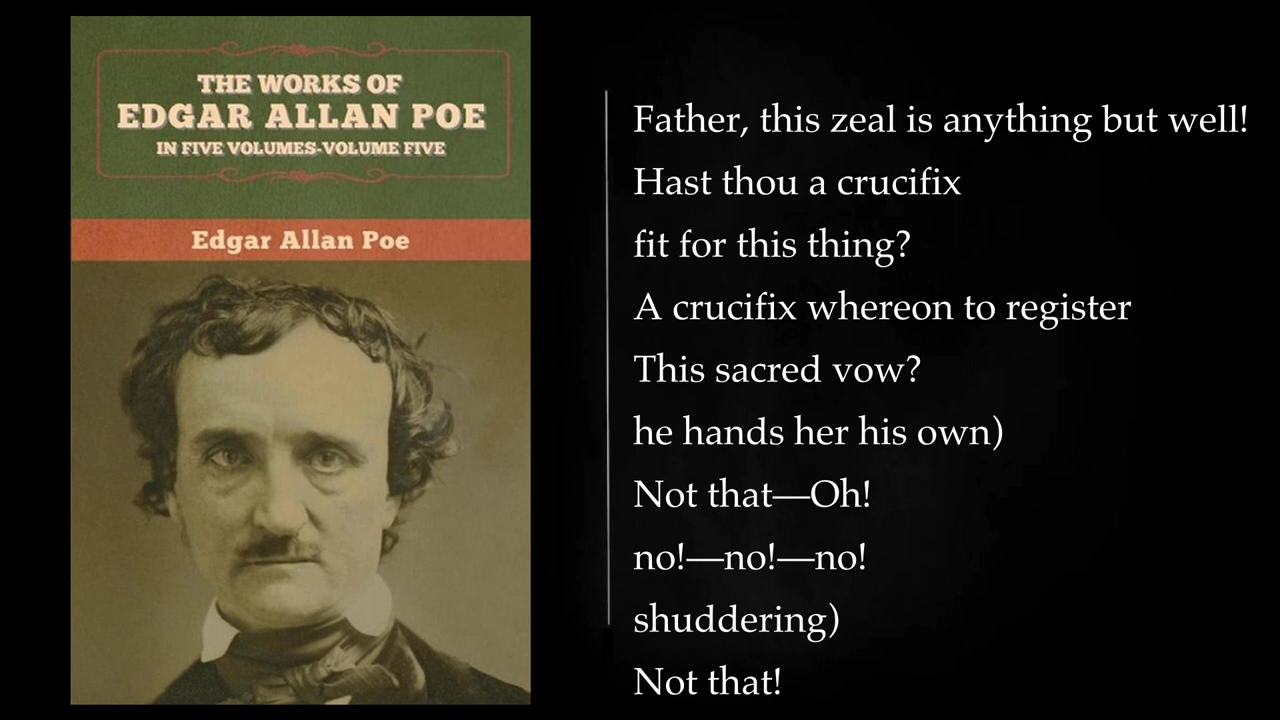 THE WORKS OF
EDGAR ALLAN POE
IN FIVE VOLUMES-VOLUME FIVE
Edgar Allan Poe
Father, this zeal is anything but well!
Hast thou a crucifix
fit for this thing?
A crucifix whereon to register
This sacred vow?
he hands her his own)
Not that—Oh!
no!—no!—no!
shuddering)
Not that!